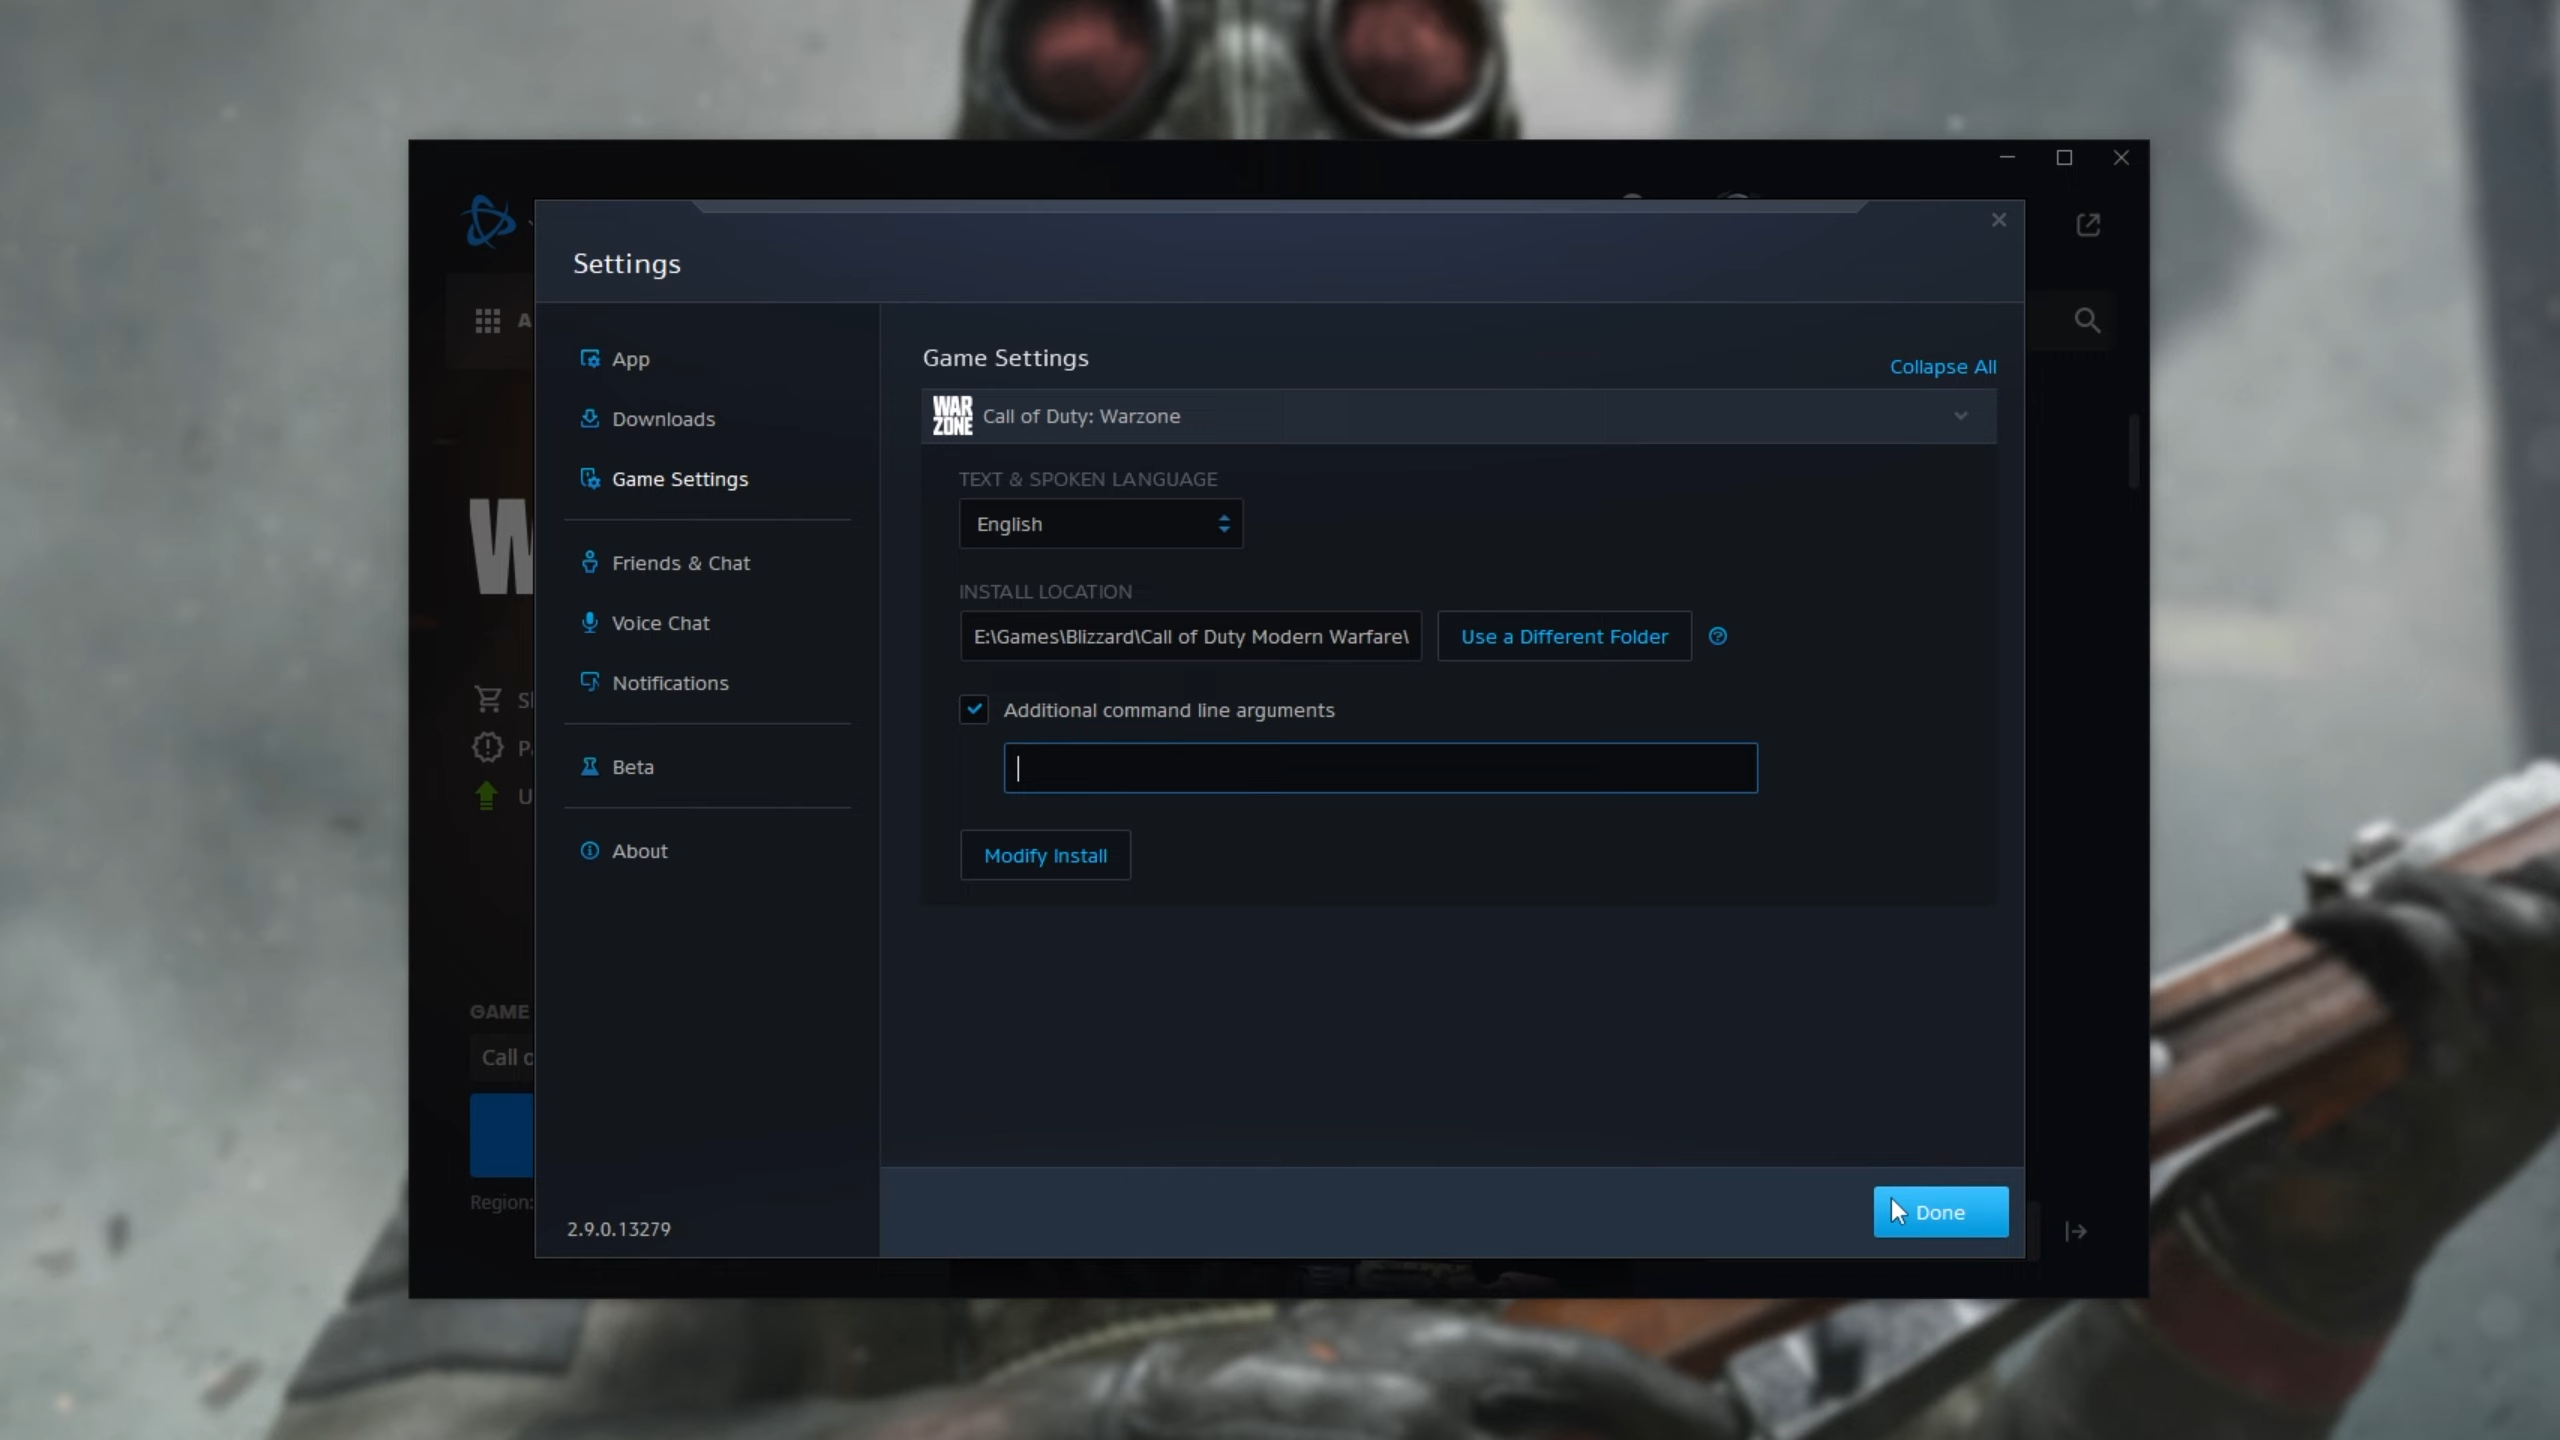 Settings
App
Downloads
Game Settings
Friends & Chat
Voice Chat
Notifications
Beta
About
2.9.0.13279
Game Settings
Collapse All
WAR
ZONE
Call of Duty: Warzone
TEXT & SPOKEN LANGUAGE
English
INSTALL LOCATION
E:\Games\Blizzard\Call of Duty Modern Warfare\
Use a Different Folder
Additional command line arguments
Modify Install
Done
GAME
Call
Region: